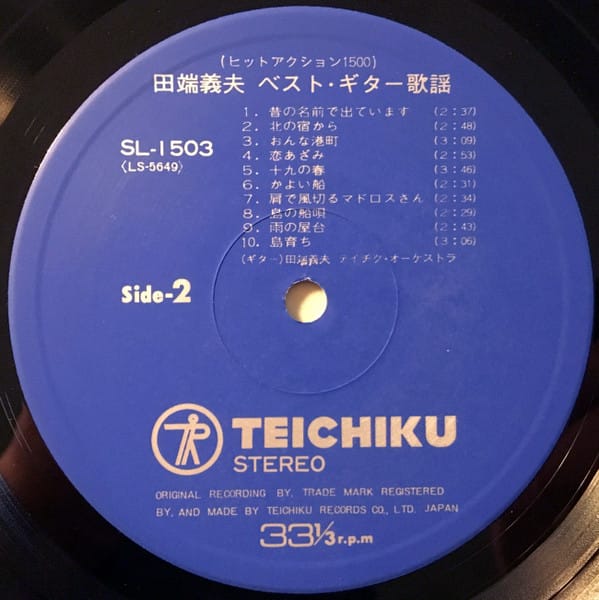 (ヒットアクション1500)
田端義夫 ベスト・ギター歌謡
SL-1503
〈LS-5649〉
1. 昔の名前で出ています (2:37)
2. 北の宿から (2:48)
3. おんな港町 (3:09)
4. 恋あざみ (2:53)
5. 十九の春 (3:46)
6. かよい船 (2:31)
7. 肩で風切るマドロスさん (2:34)
8. 島の船唄 (2:29)
9. 雨の屋台 (2:43)
10. 島育ち (3:06)
(ギター)田端義夫 テイチク・オーケストラ
Side-2
TEICHIKU
STEREO
ORIGINAL RECORDING BY, TRADE MARK REGISTERED
BY, AND MADE BY TEICHIKU RECORDS CO., LTD. JAPAN
33⅓r.p.m